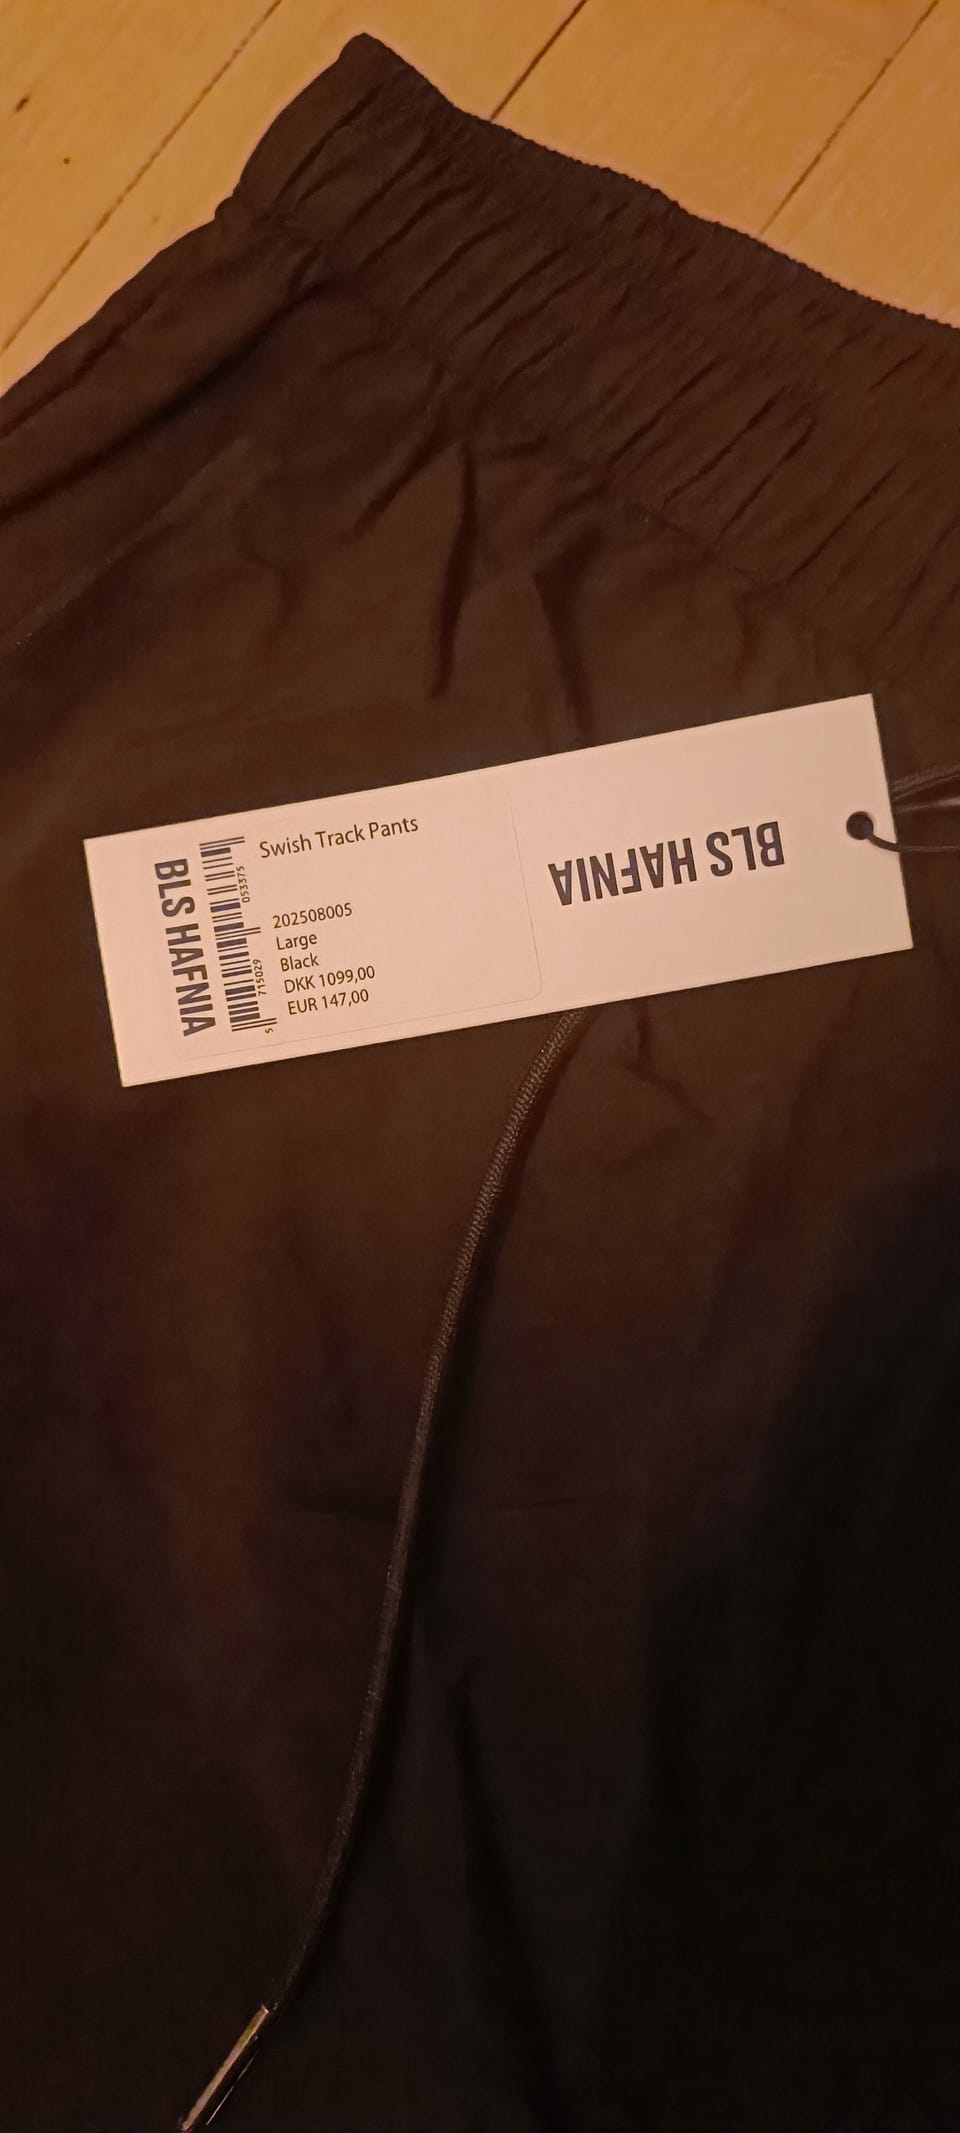 Swish Track Pants
202508005
Large
Black
DKK 1099,00
EUR 147,00
BLS HAFNIA
5 715029 053375
BLS HAFNIA